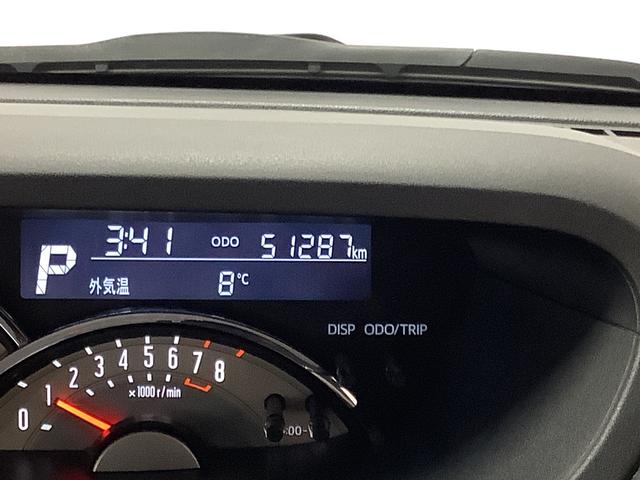 3:41 ODO 51287km
P
外気温 8℃
DISP ODO/TRIP
0 1 2 3 4 5 6 7 8
×1000r/min